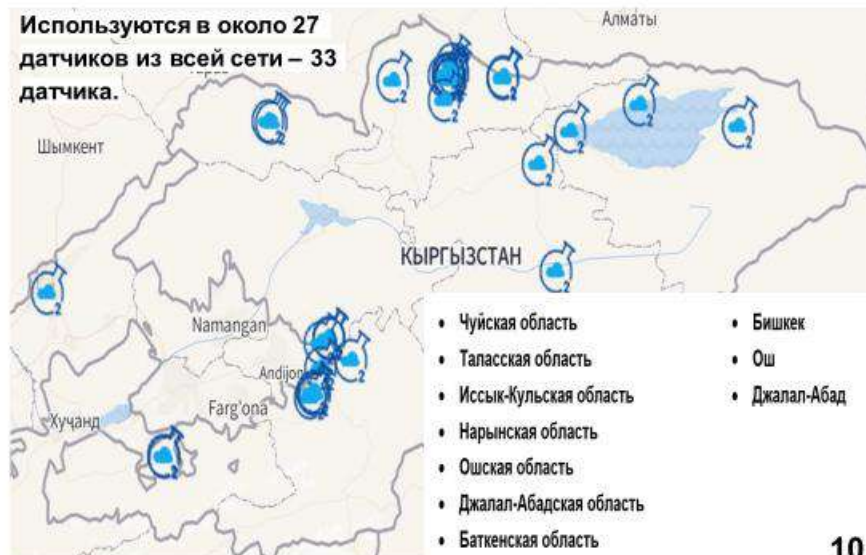 Используются в около 27
датчиков из всей сети – 33
датчика.
Алматы
Шымкент
КЫРГЫЗСТАН
Namangan
Andijon
Farg'ona
Хучанд
• Чуйская область
• Таласская область
• Иссык-Кульская область
• Нарынская область
• Ошская область
• Джалал-Абадская область
• Баткенская область
• Бишкек
• Ош
• Джалал-Абад
10